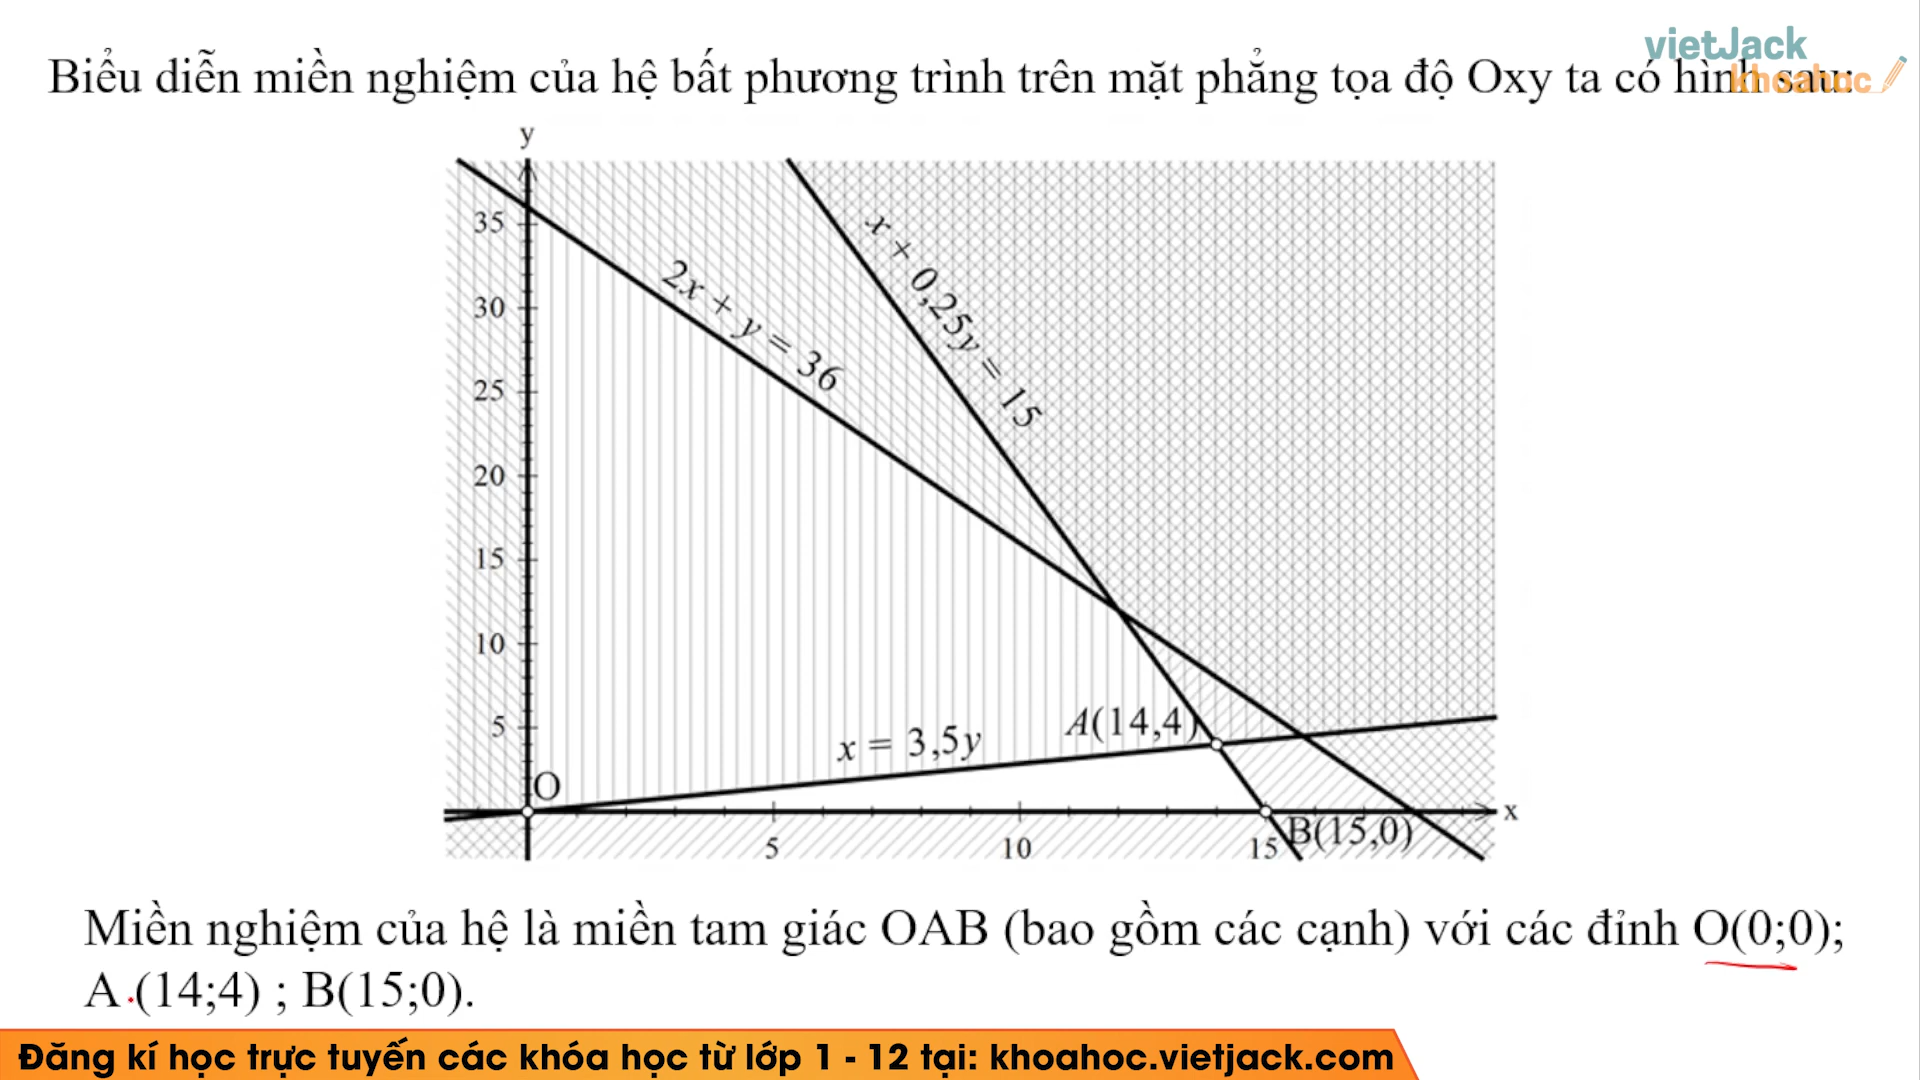 vietJack
khoahoc
Biểu diễn miền nghiệm của hệ bất phương trình trên mặt phẳng tọa độ Oxy ta có hình sau:
y
35
30
25
20
15
10
5
2x + y = 36
x + 0,25y = 15
x = 3,5y
A(14,4)
O
x
5
10
15
B(15,0)
Miền nghiệm của hệ là miền tam giác OAB (bao gồm các cạnh) với các đỉnh O(0;0);
A (14;4) ; B(15;0).
Đăng kí học trực tuyến các khóa học từ lớp 1 - 12 tại: khoahoc.vietjack.com